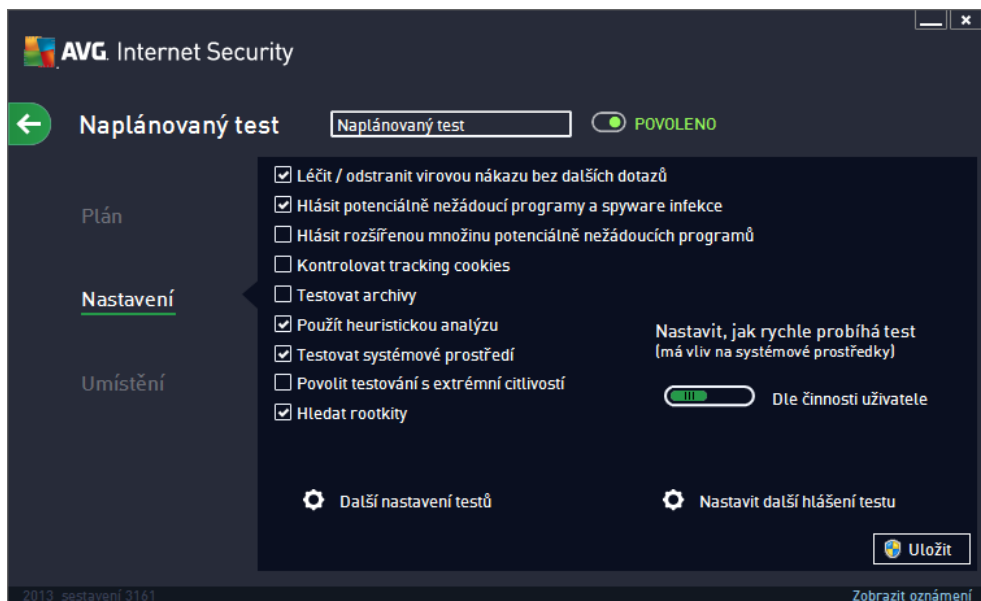 AVG. Internet Security
Naplánovaný test
Naplánovaný test
POVOLENO
Plán
Nastavení
Umístění
Léčit / odstranit virovou nákazu bez dalších dotazů
Hlásit potenciálně nežádoucí programy a spyware infekce
Hlásit rozšířenou množinu potenciálně nežádoucích programů
Kontrolovat tracking cookies
Testovat archivy
Použít heuristickou analýzu
Testovat systémové prostředí
Povolit testování s extrémní citlivostí
Hledat rootkity
Nastavit, jak rychle probíhá test
(má vliv na systémové prostředky)
Dle činnosti uživatele
Další nastavení testů
Nastavit další hlášení testu
Uložit
2013 sestavení 3161
Zobrazit oznámení